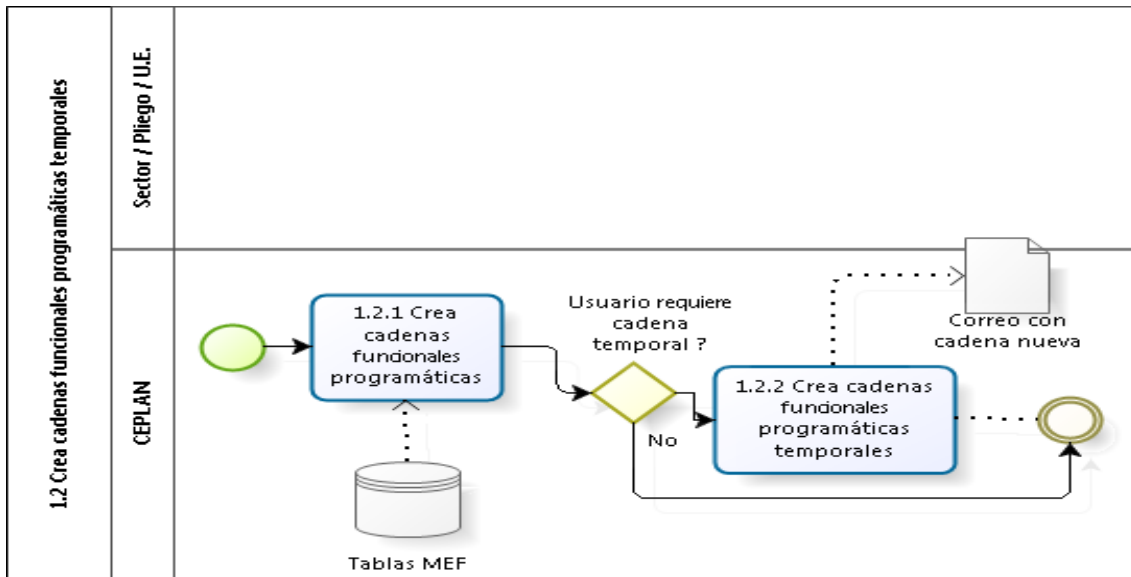 1.2 Crea cadenas funcionales programáticas temporales
Sector / Pliego / U.E.
CEPLAN
1.2.1 Crea
cadenas
funcionales
programáticas
Tablas MEF
Usuario requiere
cadena
temporal ?
No
1.2.2 Crea cadenas
funcionales
programáticas
temporales
Correo con
cadena nueva